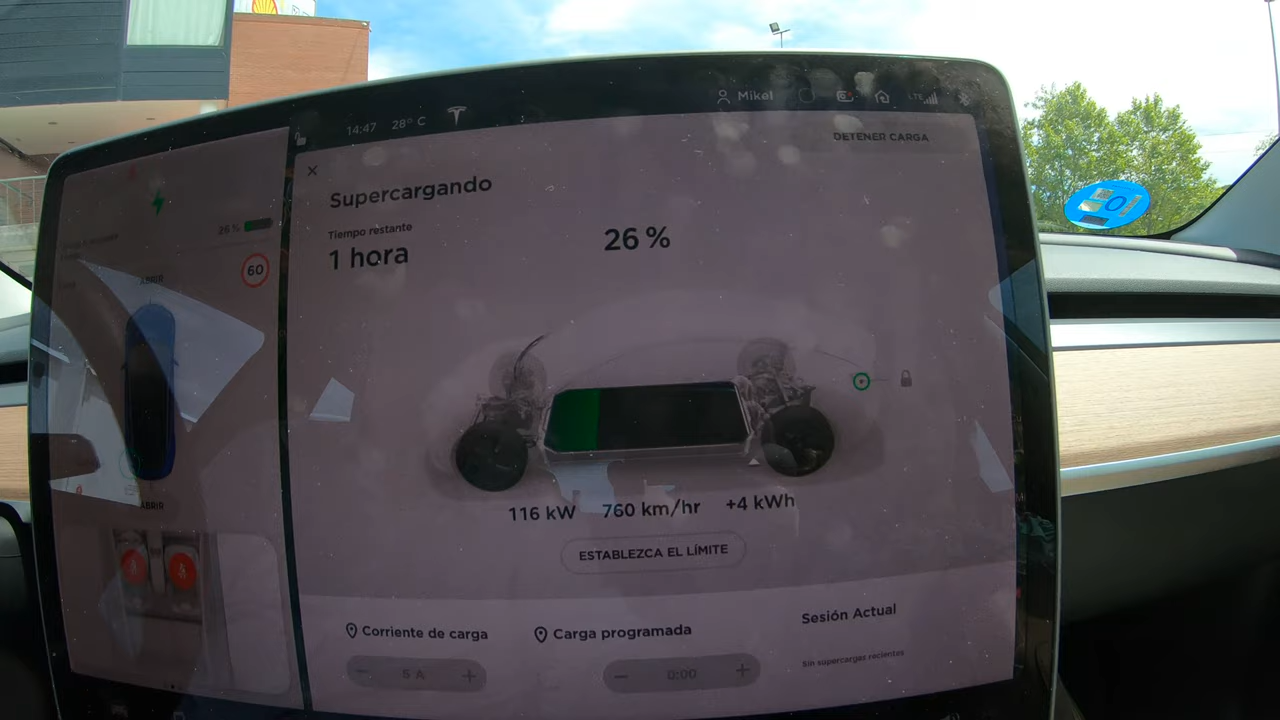 14:47 28° C
Mikel
LTE
DETENER CARGA
Supercargando
Tiempo restante
1 hora
26 %
26 %
60
ABRIR
ABRIR
116 kW 760 km/hr +4 kWh
ESTABLEZCA EL LÍMITE
Corriente de carga
Carga programada
Sesión Actual
5 A
0:00
Sin supercargas recientes